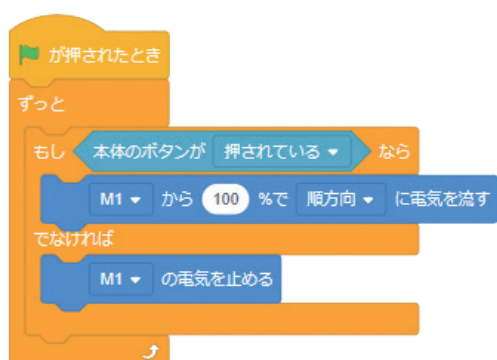 が押されたとき
ずっと
もし 本体のボタンが 押されている なら
M1 から 100 %で 順方向 に電気を流す
でなければ
M1 の電気を止める